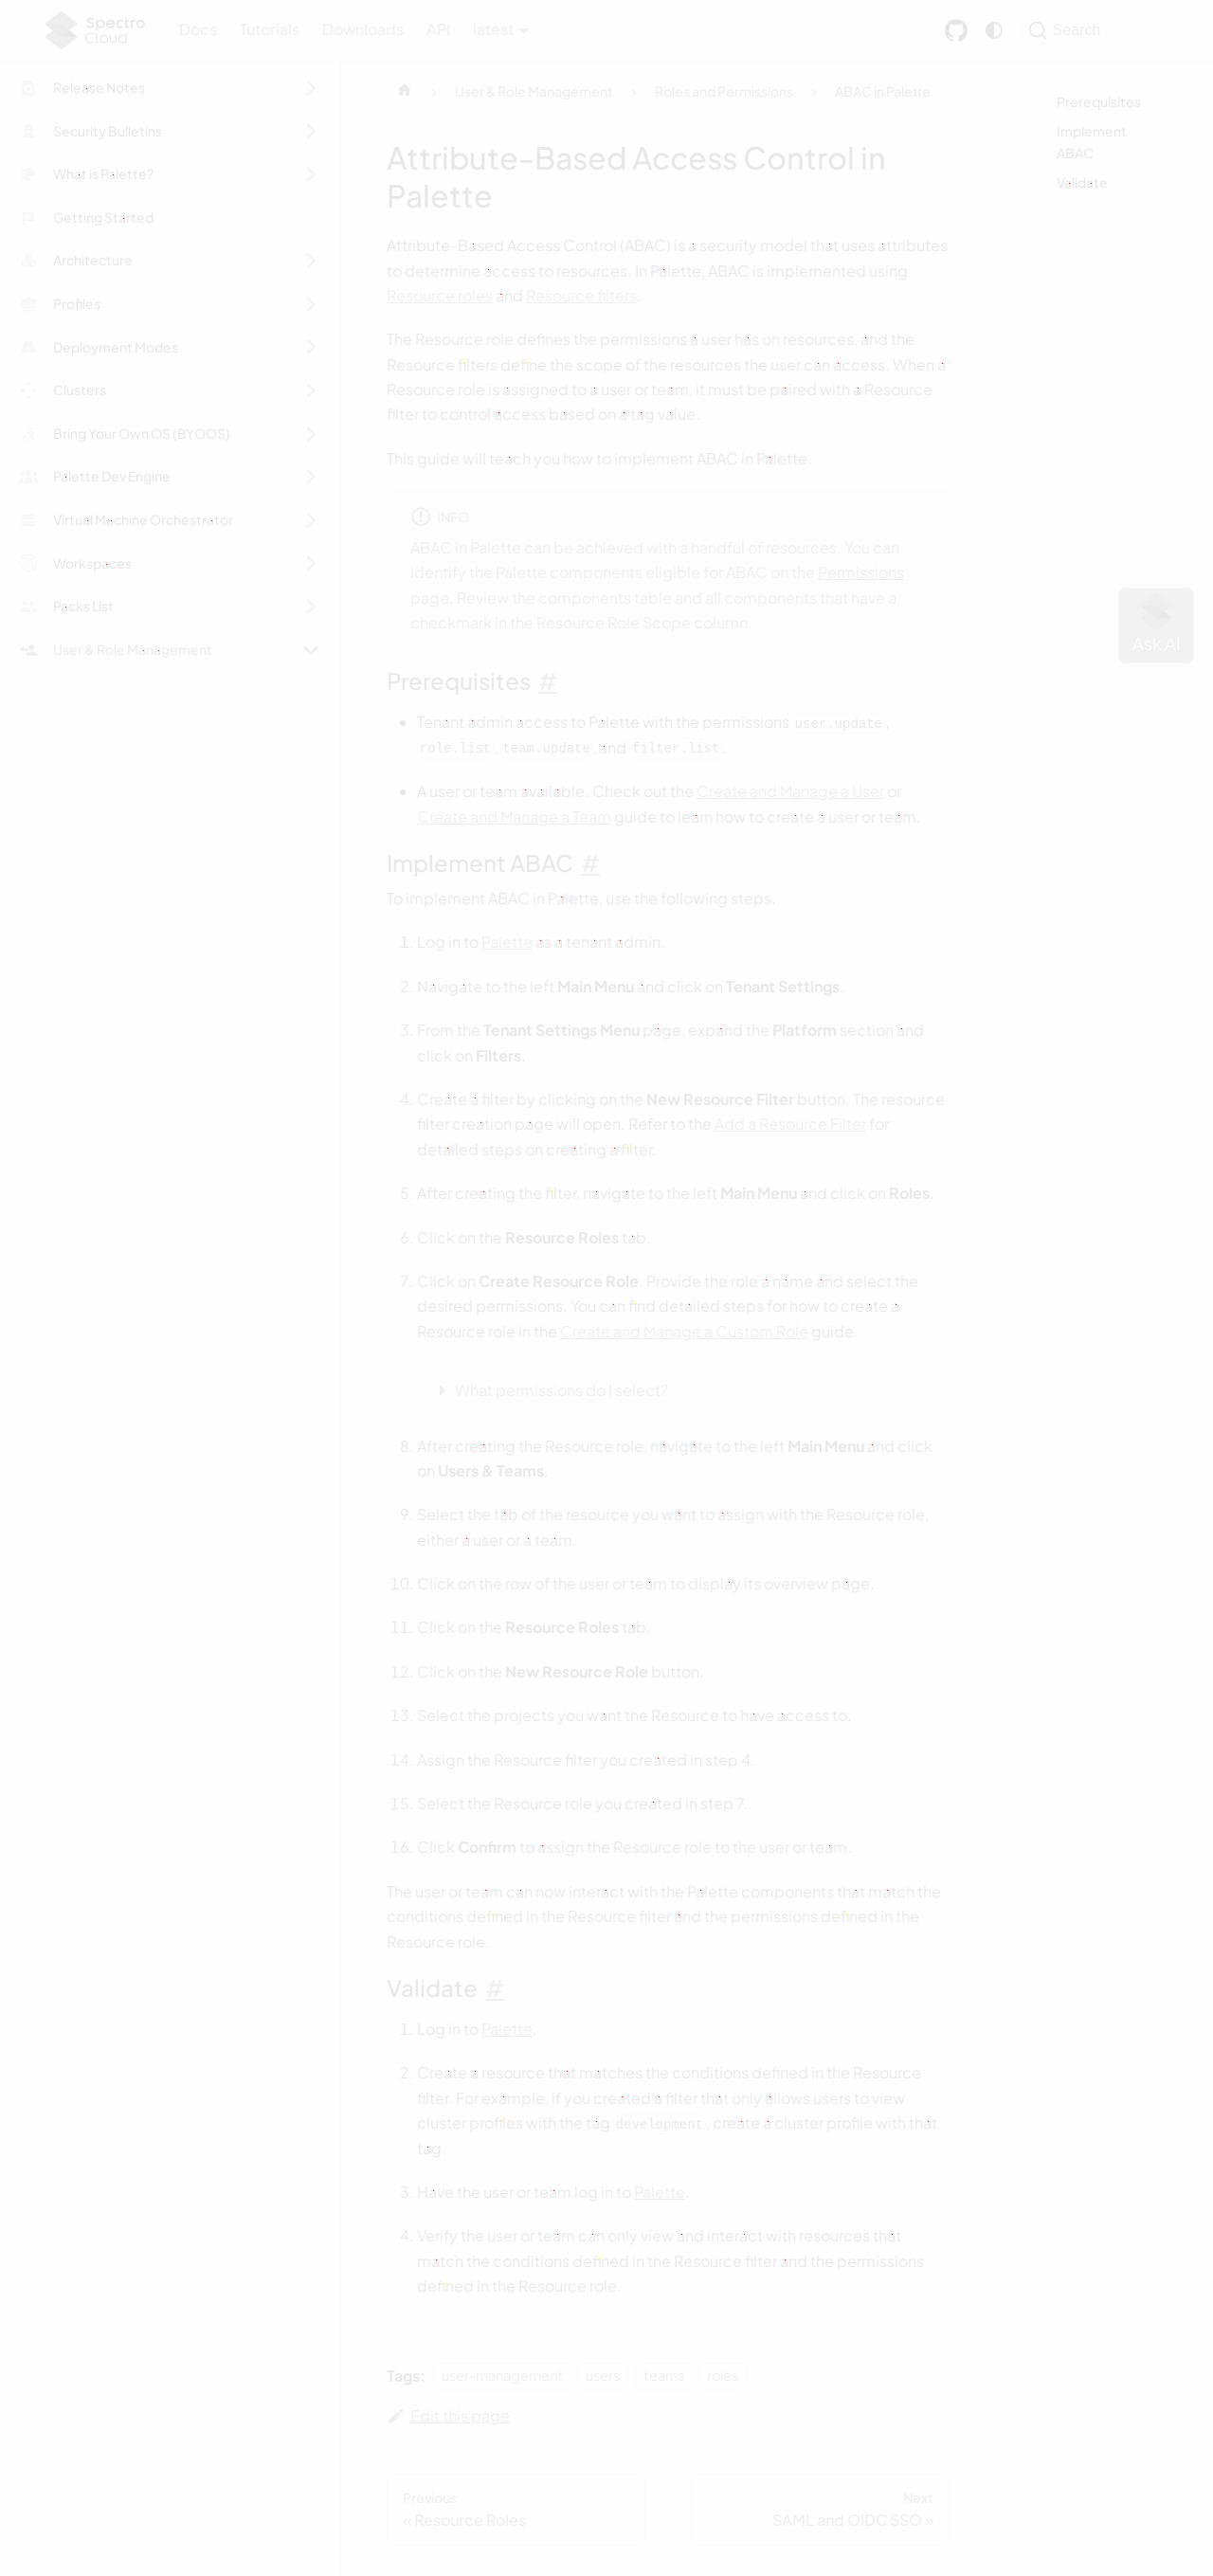 Spectro Cloud
Docs
Tutorials
Downloads
API
latest
Search
Release Notes
Security Bulletins
What is Palette?
Getting Started
Architecture
Profiles
Deployment Modes
Clusters
Bring Your Own OS (BYOOS)
Palette Dev Engine
Virtual Machine Orchestrator
Workspaces
Packs List
User & Role Management
User & Role Management
Roles and Permissions
ABAC in Palette
Attribute-Based Access Control in
Palette
Attribute-Based Access Control (ABAC) is a security model that uses attributes
to determine access to resources. In Palette, ABAC is implemented using
Resource roles and Resource filters.
The Resource role defines the permissions a user has on resources, and the
Resource filters define the scope of the resources the user can access. When a
Resource role is assigned to a user or team, it must be paired with a Resource
filter to control access based on a tag value.
This guide will teach you how to implement ABAC in Palette.
INFO
ABAC in Palette can be achieved with a handful of resources. You can
identify the Palette components eligible for ABAC on the Permissions
page. Review the components table and all components that have a
checkmark in the Resource Role Scope column.
Prerequisites #
• Tenant admin access to Palette with the permissions user.update,
role.list, team.update, and filter.list.
• A user or team available. Check out the Create and Manage a User or
Create and Manage a Team guide to learn how to create a user or team.
Implement ABAC #
To implement ABAC in Palette, use the following steps.
1. Log in to Palette as a tenant admin.
2. Navigate to the left Main Menu and click on Tenant Settings.
3. From the Tenant Settings Menu page, expand the Platform section and
click on Filters.
4. Create a filter by clicking on the New Resource Filter button. The resource
filter creation page will open. Refer to the Add a Resource Filter for
detailed steps on creating a filter.
5. After creating the filter, navigate to the left Main Menu and click on Roles.
6. Click on the Resource Roles tab.
7. Click on Create Resource Role. Provide the role a name and select the
desired permissions. You can find detailed steps for how to create a
Resource role in the Create and Manage a Custom Role guide.
What permissions do I select?
8. After creating the Resource role, navigate to the left Main Menu and click
on Users & Teams.
9. Select the tab of the resource you want to assign with the Resource role,
either a user or a team.
10. Click on the row of the user or team to display its overview page.
11. Click on the Resource Roles tab.
12. Click on the New Resource Role button.
13. Select the projects you want the Resource to have access to.
14. Assign the Resource filter you created in step 4.
15. Select the Resource role you created in step 7.
16. Click Confirm to assign the Resource role to the user or team.
The user or team can now interact with the Palette components that match the
conditions defined in the Resource filter and the permissions defined in the
Resource role.
Validate #
1. Log in to Palette.
2. Create a resource that matches the conditions defined in the Resource
filter. For example, if you created a filter that only allows users to view
cluster profiles with the tag development, create a cluster profile with that
tag.
3. Have the user or team log in to Palette.
4. Verify the user or team can only view and interact with resources that
match the conditions defined in the Resource filter and the permissions
defined in the Resource role.
Tags: user-management users teams roles
Edit this page
Previous
« Resource Roles
Next
SAML and OIDC SSO »
Prerequisites
Implement
ABAC
Validate
Ask AI